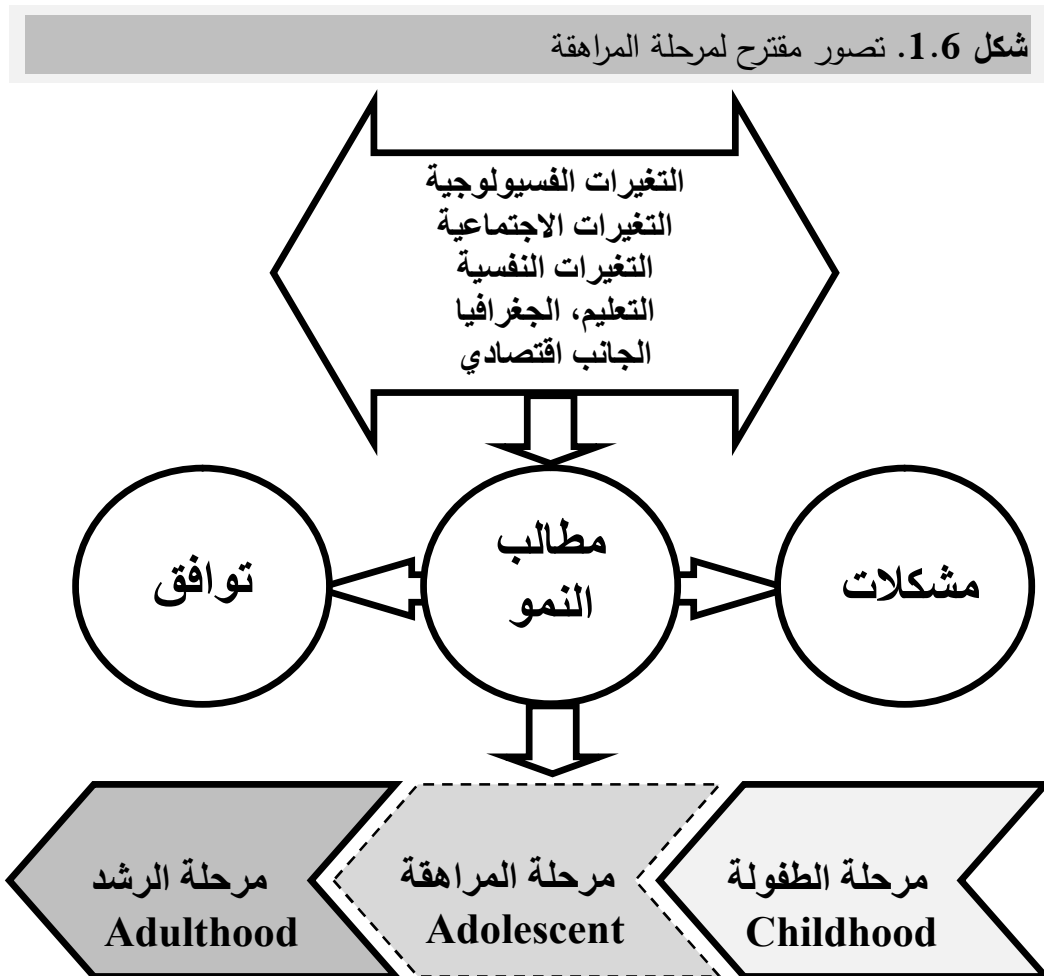 شكل 1.6. تصور مقترح لمرحلة المراهقة
التغيرات الفسيولوجية
التغيرات الاجتماعية
التغيرات النفسية
التعليم، الجغرافيا
الجانب اقتصادي
مشكلات
مطالب
النمو
توافق
مرحلة الطفولة
Childhood
مرحلة المراهقة
Adolescent
مرحلة الرشد
Adulthood